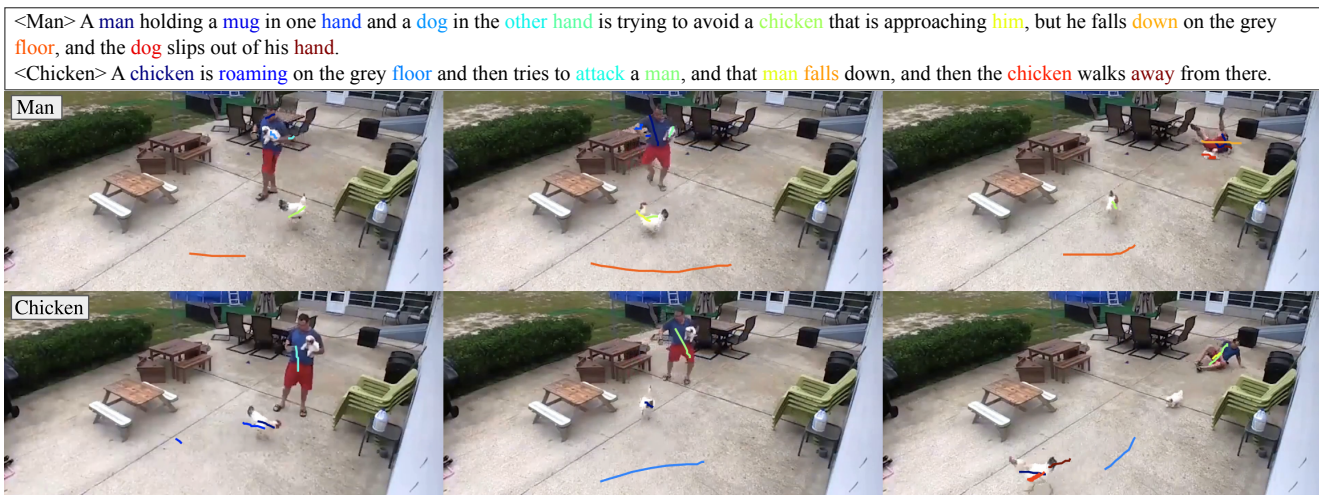 <Man> A man holding a mug in one hand and a dog in the other hand is trying to avoid a chicken that is approaching him, but he falls down on the grey
floor, and the dog slips out of his hand.
<Chicken> A chicken is roaming on the grey floor and then tries to attack a man, and that man falls down, and then the chicken walks away from there.
Man
Chicken